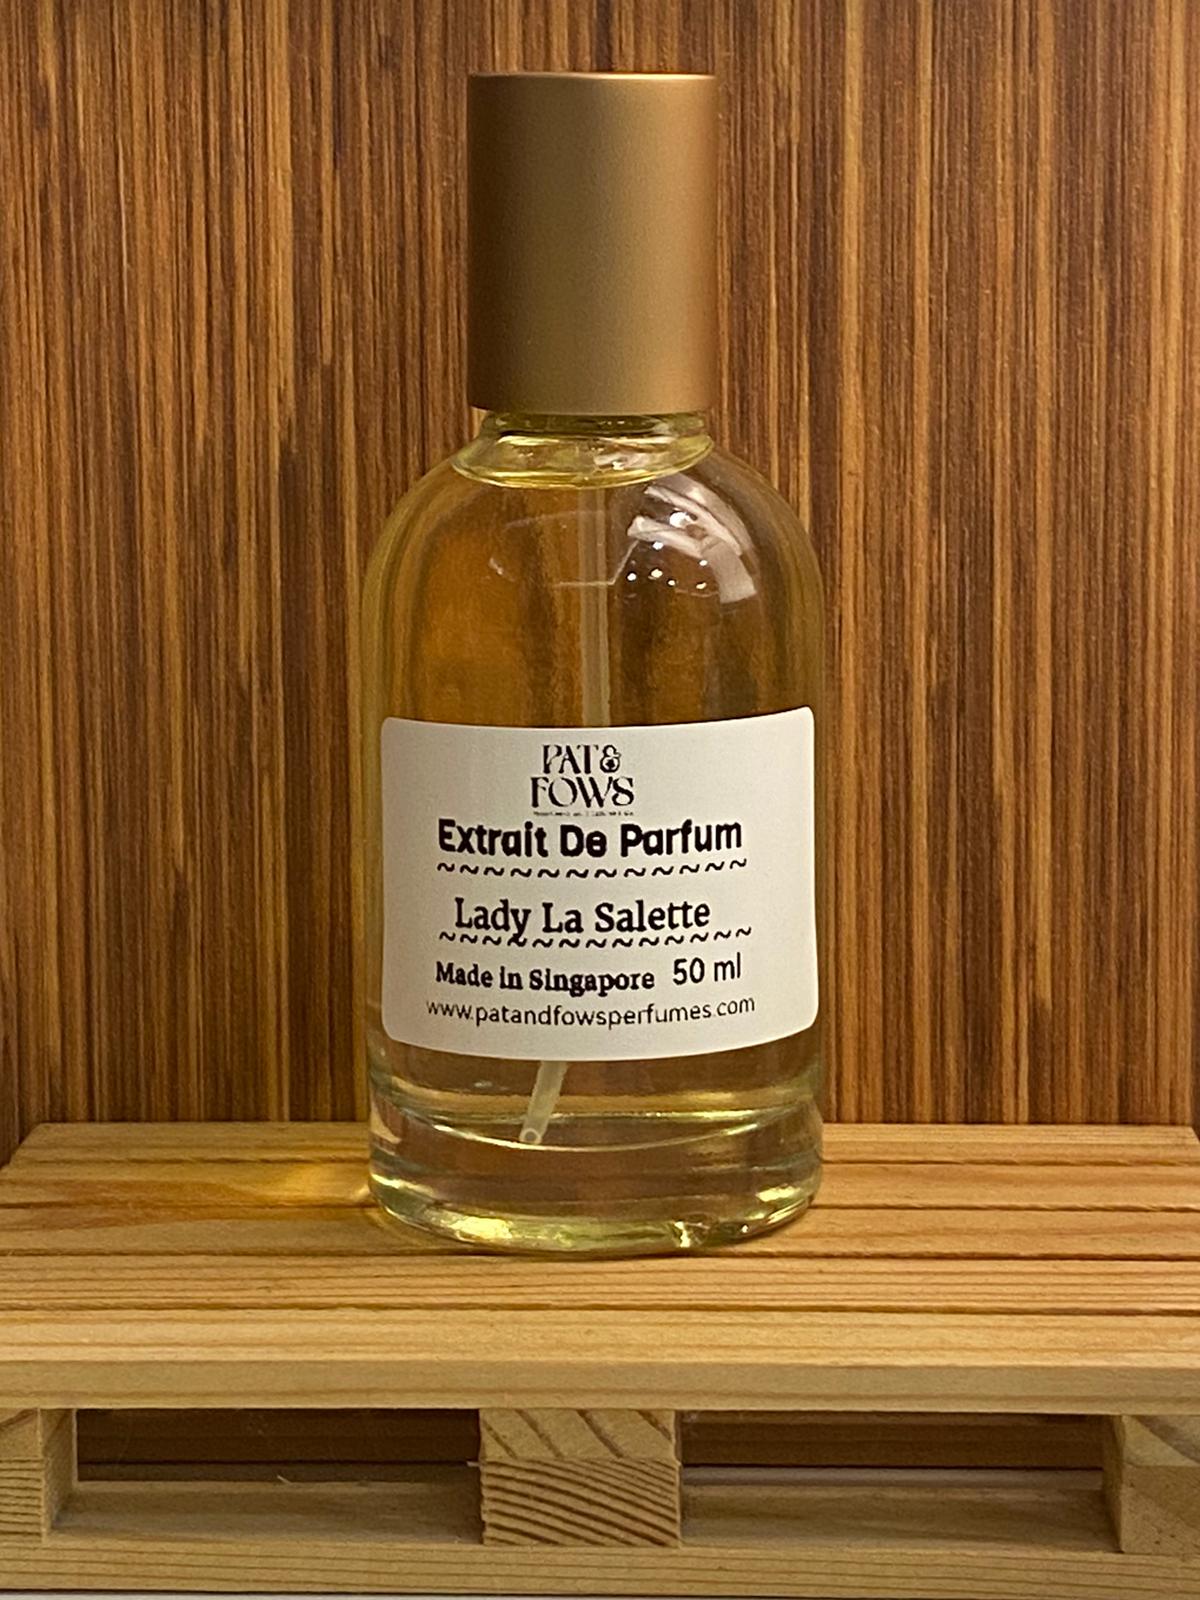 PAT&
FOWS
Extrait De Parfum
~~~~~~~~~~~~~~
Lady La Salette
~~~~~~~~~~~~~~
Made in Singapore 50 ml
www.patandfowsperfumes.com